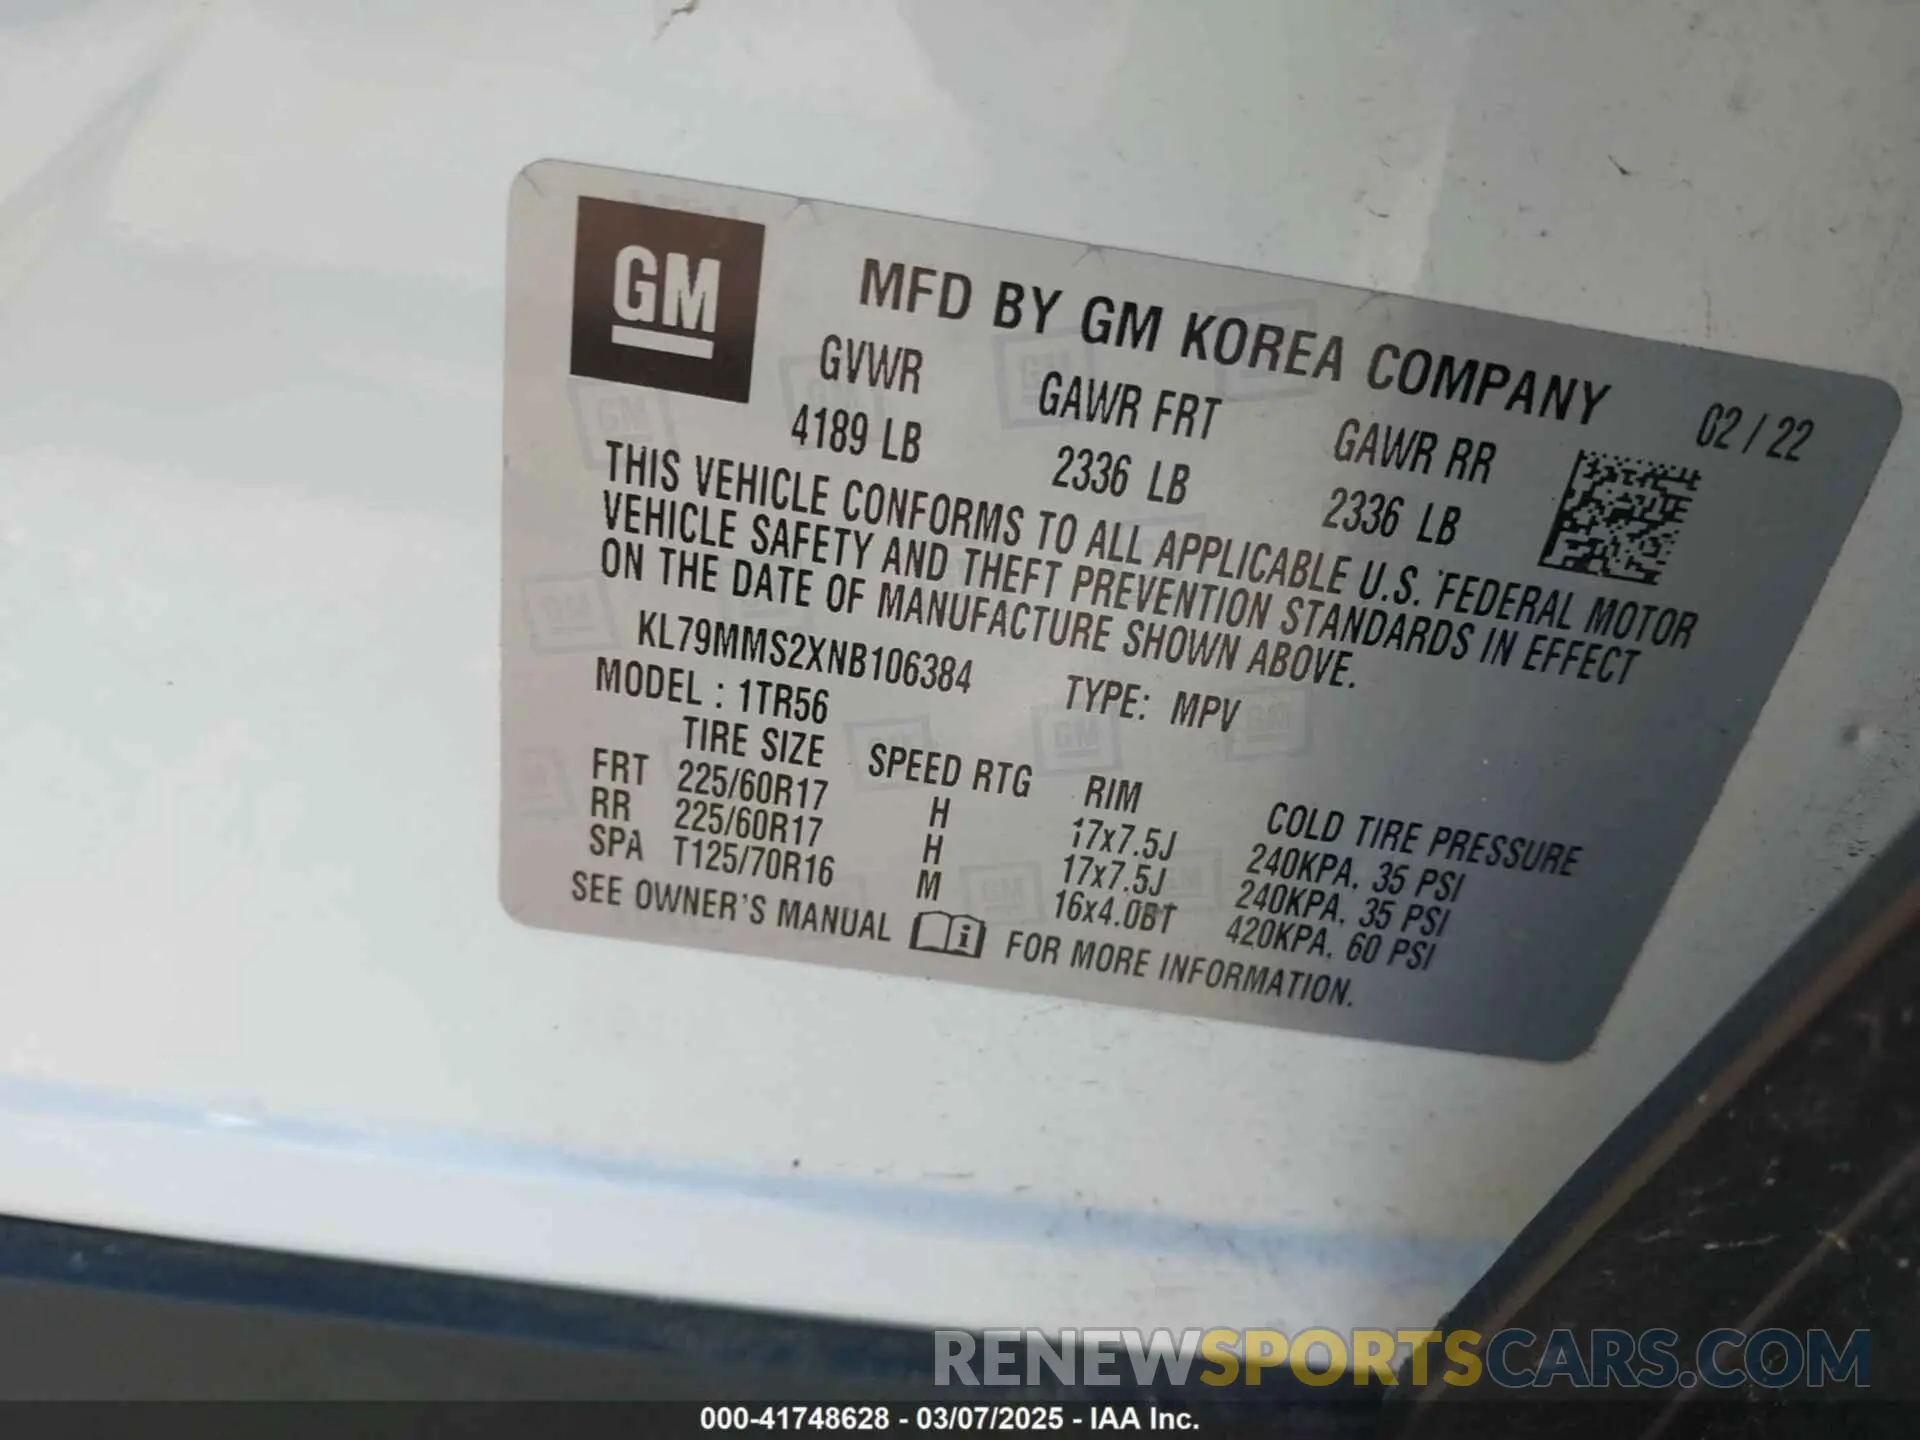 GM
MFD BY GM KOREA COMPANY
02 / 22
GVWR GAWR FRT GAWR RR
4189 LB 2336 LB 2336 LB
THIS VEHICLE CONFORMS TO ALL APPLICABLE U.S. FEDERAL MOTOR
VEHICLE SAFETY AND THEFT PREVENTION STANDARDS IN EFFECT
ON THE DATE OF MANUFACTURE SHOWN ABOVE.
KL79MMS2XNB106384 TYPE: MPV
MODEL : 1TR56
TIRE SIZE SPEED RTG RIM COLD TIRE PRESSURE
FRT 225/60R17 H 17x7.5J 240KPA, 35 PSI
RR 225/60R17 H 17x7.5J 240KPA, 35 PSI
SPA T125/70R16 M 16x4.0BT 420KPA, 60 PSI
SEE OWNER'S MANUAL i FOR MORE INFORMATION.
RENEWSPORTSCARS.COM
000-41748628 - 03/07/2025 - IAA Inc.